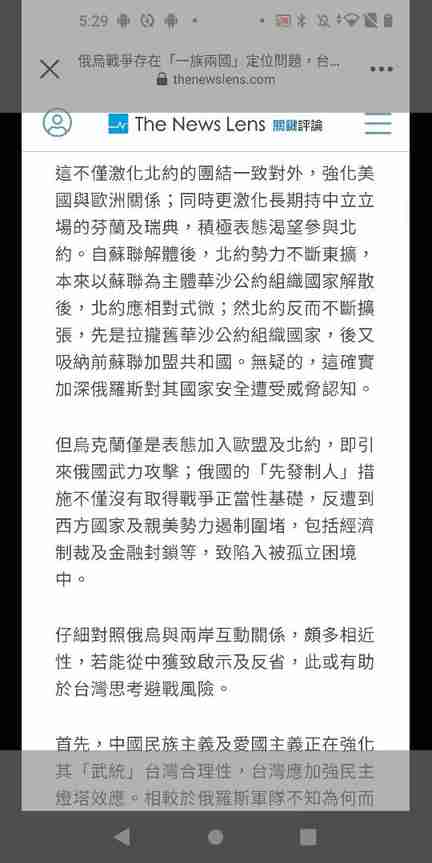 5:29
俄烏戰爭存在「一族兩國」定位問題，台...
thenewslens.com
The News Lens 關鍵評論
這不僅激化北約的團結一致對外，強化美
國與歐洲關係；同時更激化長期持中立立
場的芬蘭及瑞典，積極表態渴望參與北
約。自蘇聯解體後，北約勢力不斷東擴，
本來以蘇聯為主體華沙公約組織國家解散
後，北約應相對式微；然北約反而不斷擴
張，先是拉攏舊華沙公約組織國家，後又
吸納前蘇聯加盟共和國。無疑的，這確實
加深俄羅斯對其國家安全遭受威脅認知。
但烏克蘭僅是表態加入歐盟及北約，即引
來俄國武力攻擊；俄國的「先發制人」措
施不僅沒有取得戰爭正當性基礎，反遭到
西方國家及親美勢力遏制圍堵，包括經濟
制裁及金融封鎖等，致陷入被孤立困境
中。
仔細對照俄烏與兩岸互動關係，頗多相近
性，若能從中獲致啟示及反省，此或有助
於台灣思考避戰風險。
首先，中國民族主義及愛國主義正在強化
其「武統」台灣合理性，台灣應加強民主
燈塔效應。相較於俄羅斯軍隊不知為何而